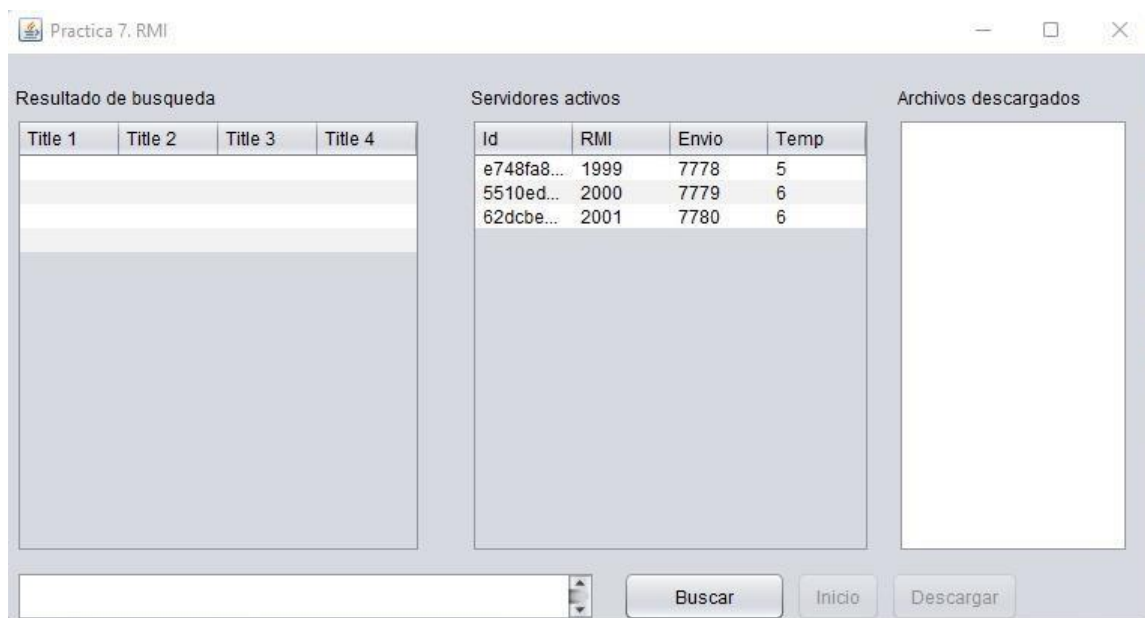 Practica 7. RMI
Resultado de busqueda
Servidores activos
Archivos descargados
Title 1 Title 2 Title 3 Title 4
Id RMI Envio Temp
e748fa8... 1999 7778 5
5510ed... 2000 7779 6
62dcbe... 2001 7780 6
Buscar Inicio Descargar